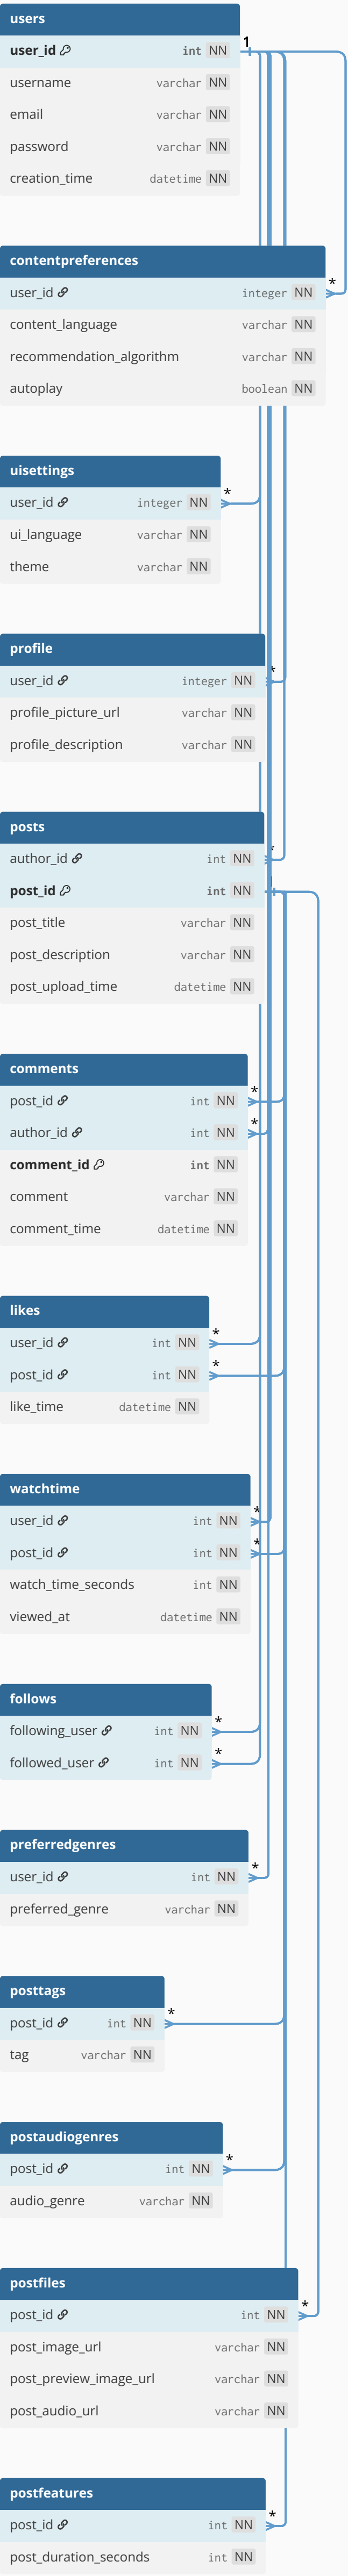 users
user_id int NN
username varchar NN
email varchar NN
password varchar NN
creation_time datetime NN
1
contentpreferences
user_id integer NN
content_language varchar NN
recommendation_algorithm varchar NN
autoplay boolean NN
*
uisettings
user_id integer NN
ui_language varchar NN
theme varchar NN
*
profile
user_id integer NN
profile_picture_url varchar NN
profile_description varchar NN
*
posts
author_id int NN
post_id int NN
post_title varchar NN
post_description varchar NN
post_upload_time datetime NN
*
1
comments
post_id int NN
author_id int NN
comment_id int NN
comment varchar NN
comment_time datetime NN
*
*
likes
user_id int NN
post_id int NN
like_time datetime NN
*
*
watchtime
user_id int NN
post_id int NN
watch_time_seconds int NN
viewed_at datetime NN
*
*
follows
following_user int NN
followed_user int NN
*
*
preferredgenres
user_id int NN
preferred_genre varchar NN
*
posttags
post_id int NN
tag varchar NN
*
postaudiogenres
post_id int NN
audio_genre varchar NN
*
postfiles
post_id int NN
post_image_url varchar NN
post_preview_image_url varchar NN
post_audio_url varchar NN
*
postfeatures
post_id int NN
post_duration_seconds int NN
*